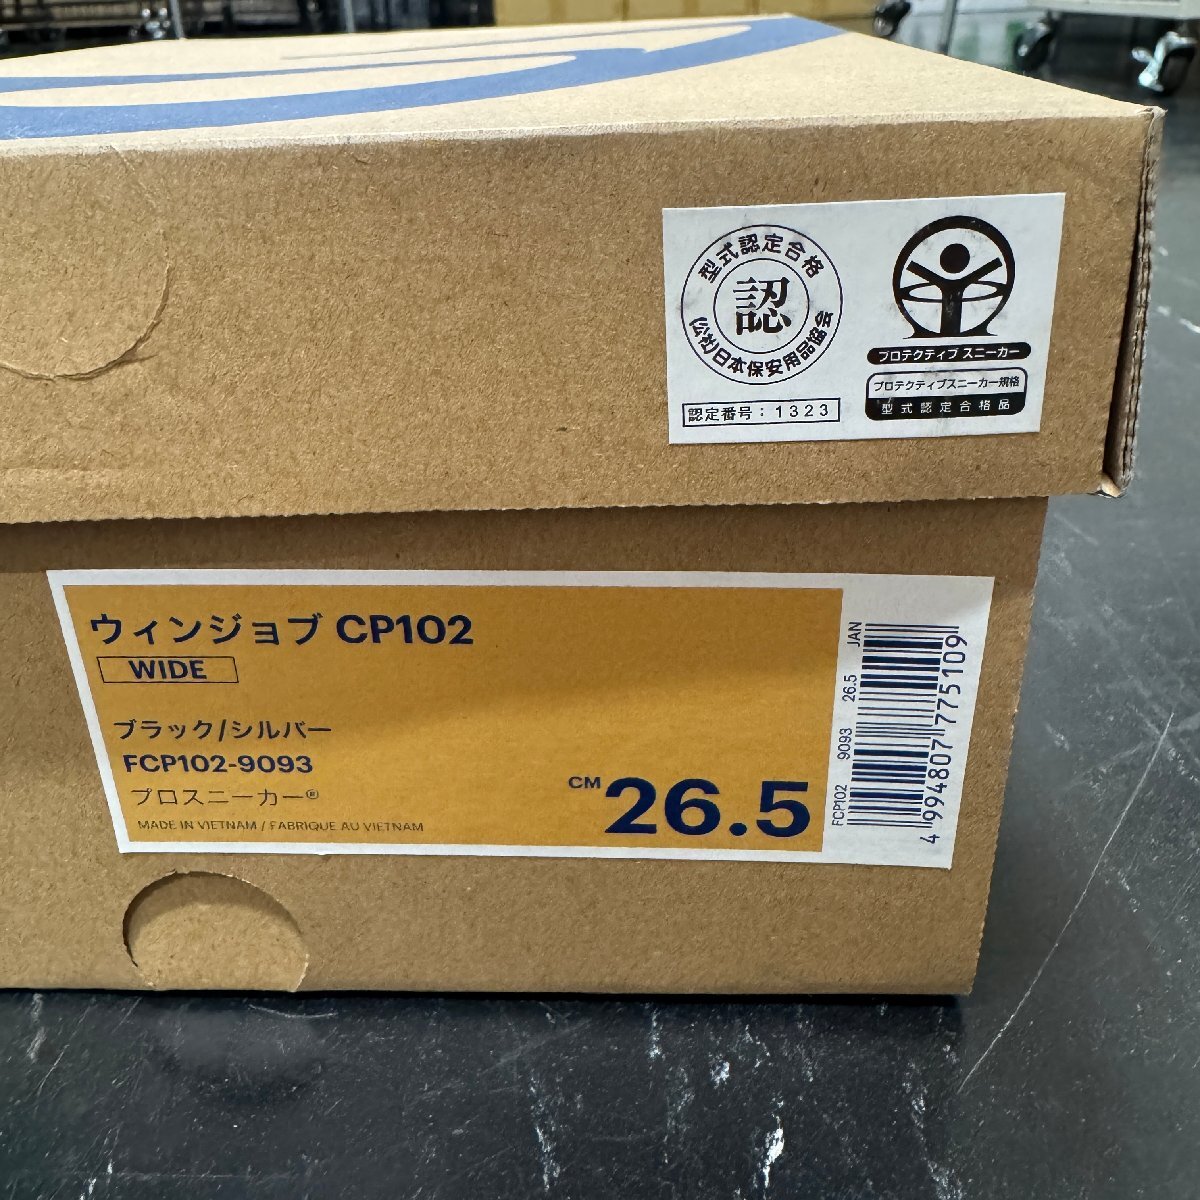 型式認定合格
認
(公社)日本保安用品協会
認定番号：1323
プロテクティブ スニーカー
プロテクティブスニーカー規格
型式認定合格品
ウィンジョブ CP102
WIDE
ブラック/シルバー
FCP102-9093
プロスニーカー®
MADE IN VIETNAM / FABRIQUE AU VIETNAM
CM 26.5
FCP102 9093 26.5 JAN
4 994807 775109